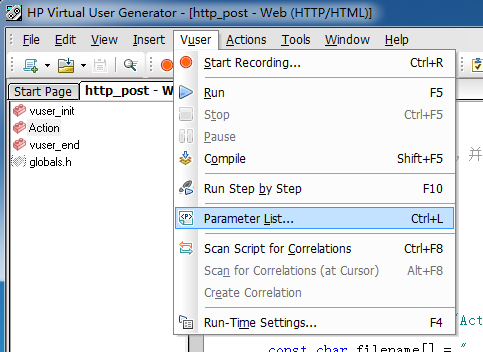 HP Virtual User Generator - [http_post - Web (HTTP/HTML)]
File Edit View Insert Vuser Actions Tools Window Help
Start Page http_post - W
Start Recording... Ctrl+R
Run F5
Stop Ctrl+F5
Pause
Compile Shift+F5
Run Step by Step F10
Parameter List... Ctrl+L
Scan Script for Correlations Ctrl+F8
Scan for Correlations (at Cursor) Alt+F8
Create Correlation
Run-Time Settings... F4
vuser_init
Action
vuser_end
globals.h
，并
Act
const char filename[] = "